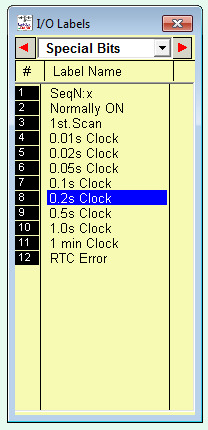 I/O Labels
Special Bits
# Label Name
1 SeqN:x
2 Normally ON
3 1st.Scan
4 0.01s Clock
5 0.02s Clock
6 0.05s Clock
7 0.1s Clock
8 0.2s Clock
9 0.5s Clock
10 1.0s Clock
11 1 min Clock
12 RTC Error